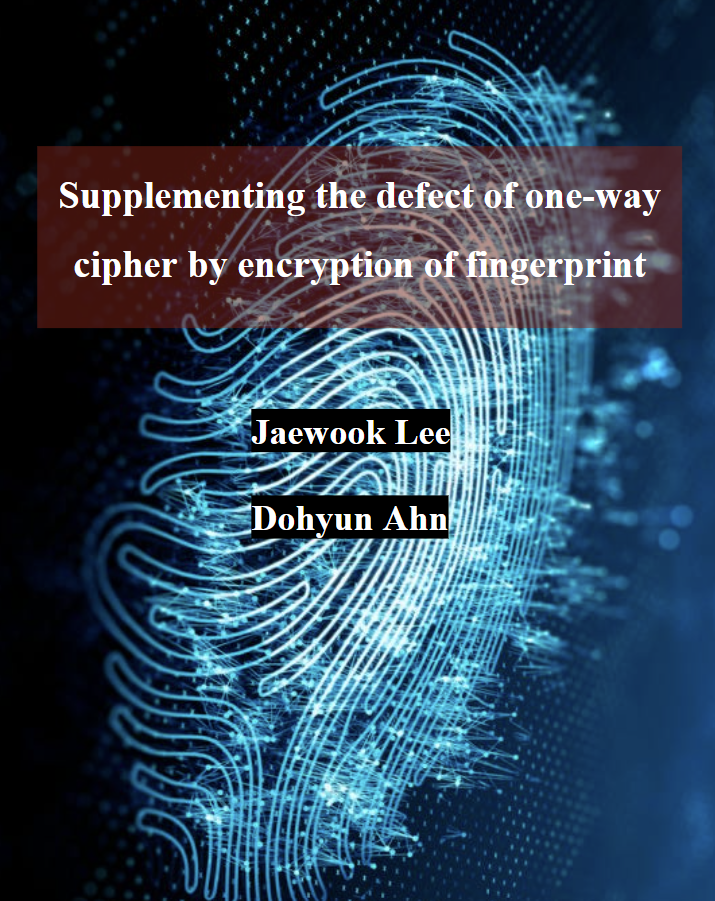 Supplementing the defect of one-way
cipher by encryption of fingerprint
Jaewook Lee
Dohyun Ahn